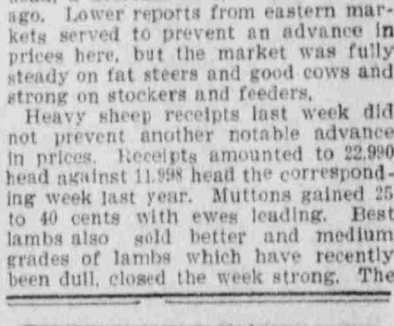 ago. Lower reports from eastern mar-
kets served to prevent an advance in
prices here, but the market was fully
steady on fat steers and good cows and
strong on stockers and feeders.
Heavy sheep receipts last week did
not prevent another notable advance
in prices. Receipts amounted to 22,990
head against 11,998 head the correspond-
ing week last year. Muttons gained 25
to 40 cents with ewes leading. Best
lambs also sold better and medium
grades of lambs which have recently
been dull, closed the week strong. The